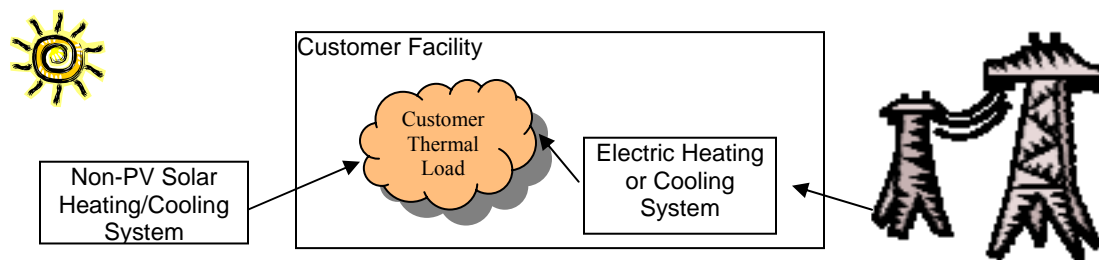 Customer Facility
Customer
Thermal
Load
Non-PV Solar
Heating/Cooling
System
Electric Heating
or Cooling
System